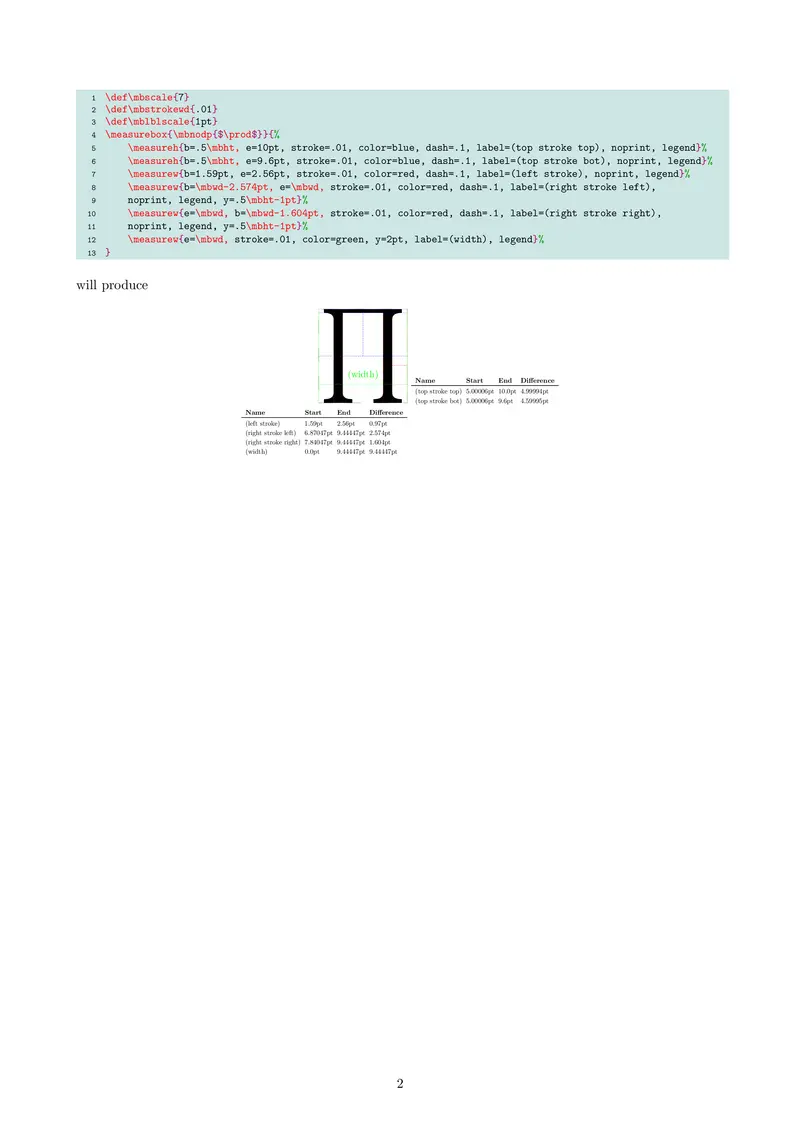 1 \def\mbscale{7}
2 \def\mbstrokewd{.01}
3 \def\mblblscale{1pt}
4 \measurebox{\mbnodp{$\prod$}}{%
5 \measureh{b=.5\mbht, e=10pt, stroke=.01, color=blue, dash=.1, label=(top stroke top), noprint, legend}%
6 \measureh{b=.5\mbht, e=9.6pt, stroke=.01, color=blue, dash=.1, label=(top stroke bot), noprint, legend}%
7 \measurew{b=1.59pt, e=2.56pt, stroke=.01, color=red, dash=.1, label=(left stroke), noprint, legend}%
8 \measurew{b=\mbwd-2.574pt, e=\mbwd, stroke=.01, color=red, dash=.1, label=(right stroke left),
9 noprint, legend, y=.5\mbht-1pt}%
10 \measurew{e=\mbwd, b=\mbwd-1.604pt, stroke=.01, color=red, dash=.1, label=(right stroke right),
11 noprint, legend, y=.5\mbht-1pt}%
12 \measurew{e=\mbwd, stroke=.01, color=green, y=2pt, label=(width), legend}%
13 }
will produce
∏
(width)
Name Start End Difference
(top stroke top) 5.00006pt 10.0pt 4.99994pt
(top stroke bot) 5.00006pt 9.6pt 4.59995pt
Name Start End Difference
(left stroke) 1.59pt 2.56pt 0.97pt
(right stroke left) 6.87047pt 9.44447pt 2.574pt
(right stroke right) 7.84047pt 9.44447pt 1.604pt
(width) 0.0pt 9.44447pt 9.44447pt
2